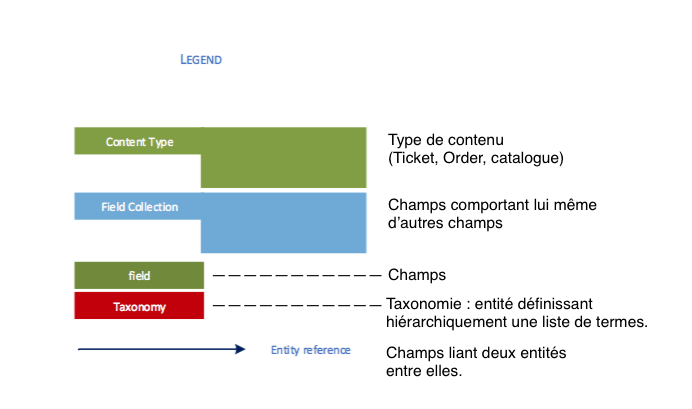 LEGEND
Content Type
Type de contenu
(Ticket, Order, catalogue)
Field Collection
Champs comportant lui même
d'autres champs
field
Champs
Taxonomy
Taxonomie : entité définissant
hiérarchiquement une liste de termes.
Entity reference
Champs liant deux entités
entre elles.